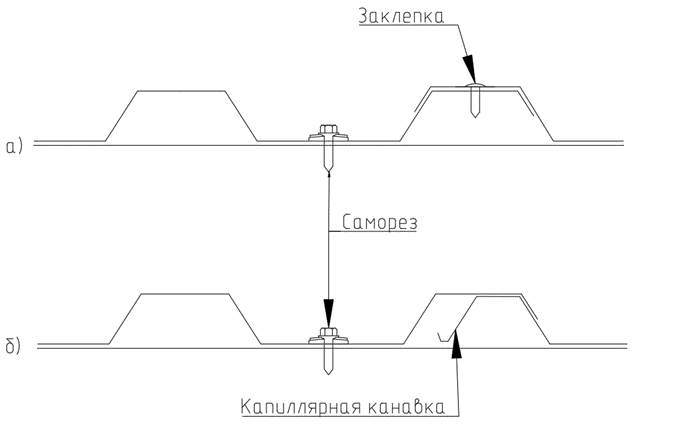 Заклепка
а)
Саморез
б)
Капиллярная канавка